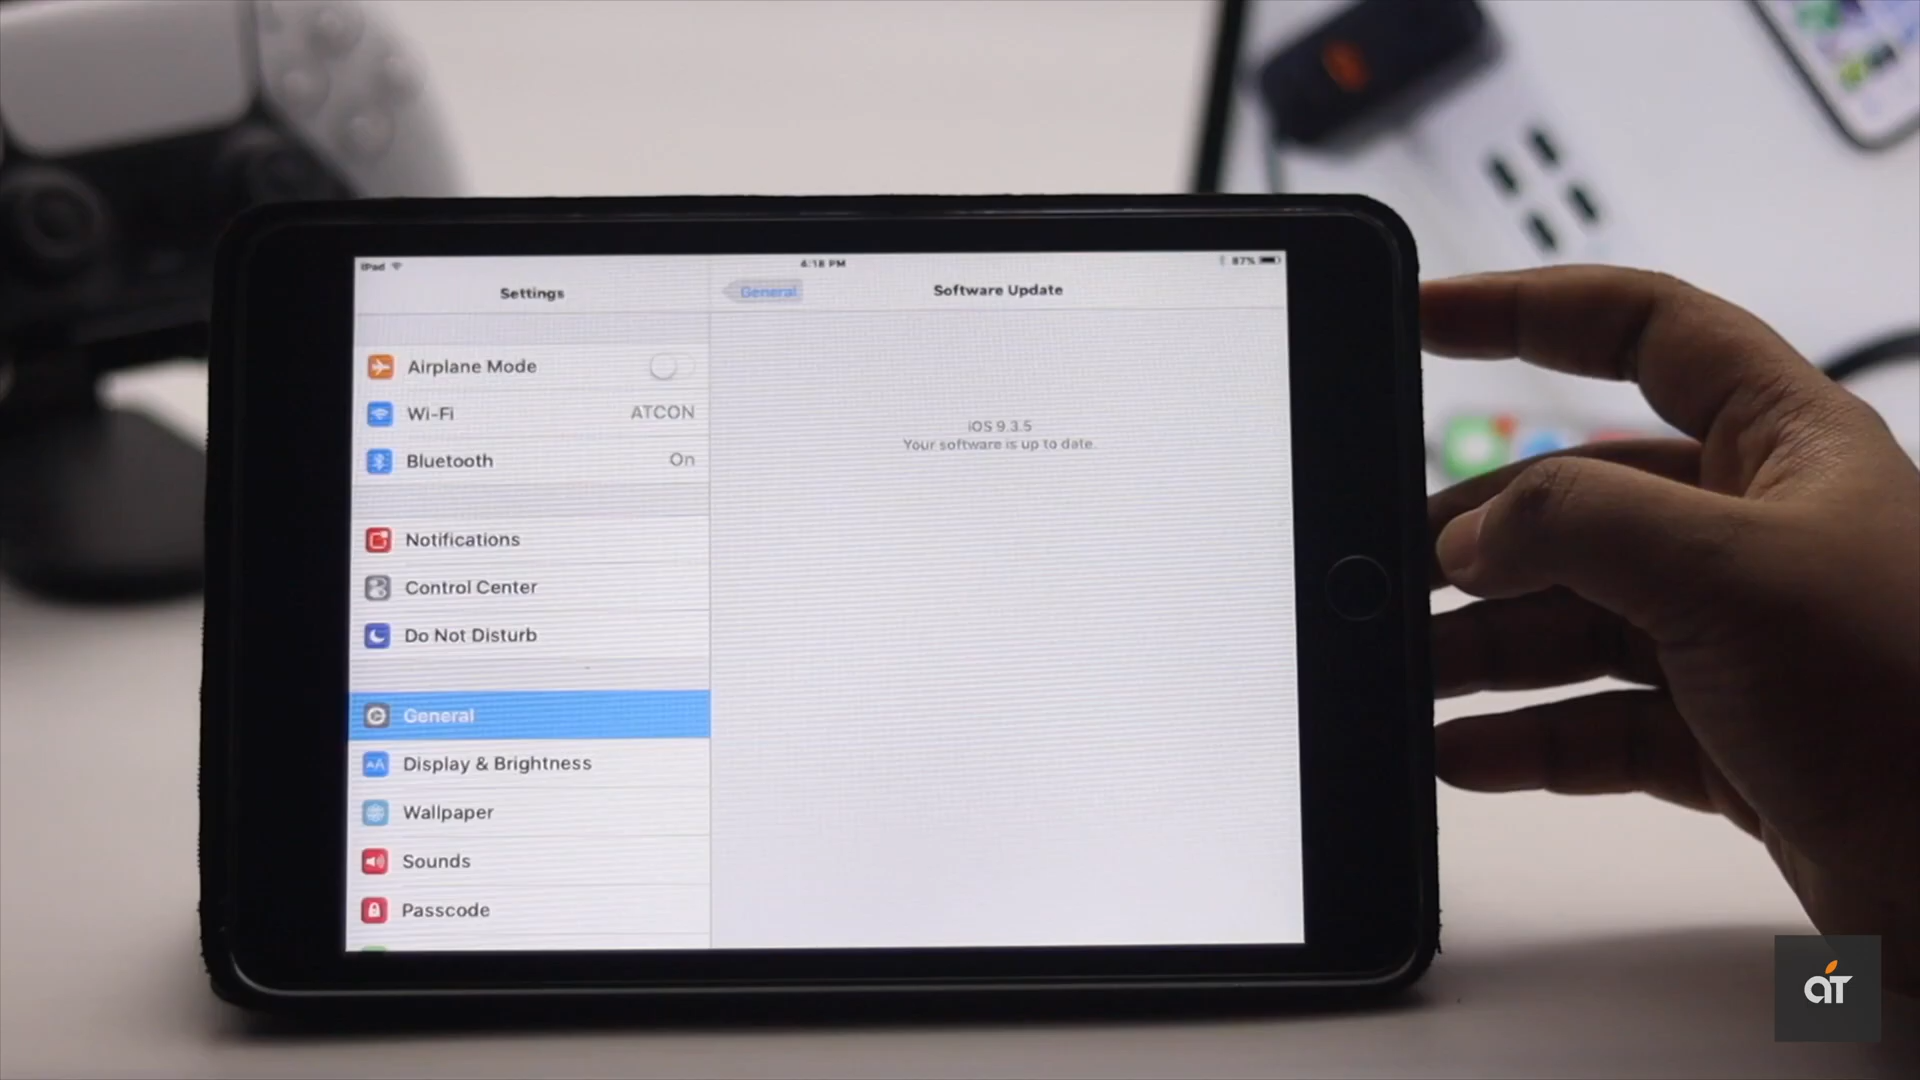 iPad
4:18 PM
87%
Settings
General
Software Update
Airplane Mode
Wi-Fi
ATCON
Bluetooth
On
iOS 9.3.5
Your software is up to date.
Notifications
Control Center
Do Not Disturb
General
AA
Display & Brightness
Wallpaper
Sounds
Passcode
aT